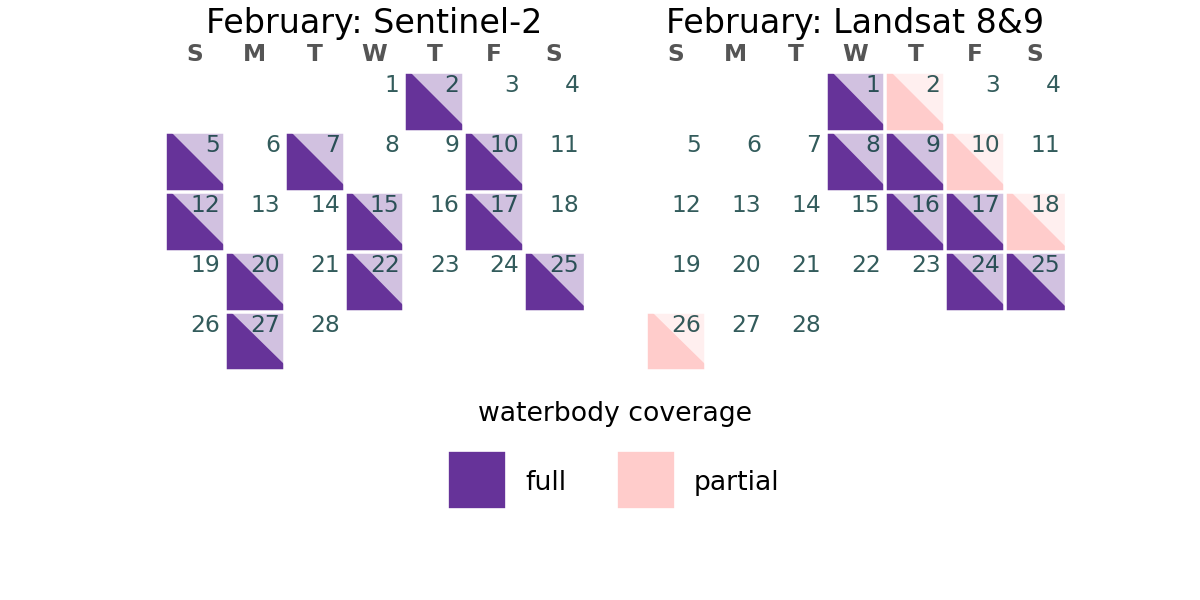 February: Sentinel-2
S M T W T F S
1 2 3 4
5 6 7 8 9 10 11
12 13 14 15 16 17 18
19 20 21 22 23 24 25
26 27 28
February: Landsat 8&9
S M T W T F S
1 2 3 4
5 6 7 8 9 10 11
12 13 14 15 16 17 18
19 20 21 22 23 24 25
26 27 28
waterbody coverage
full partial